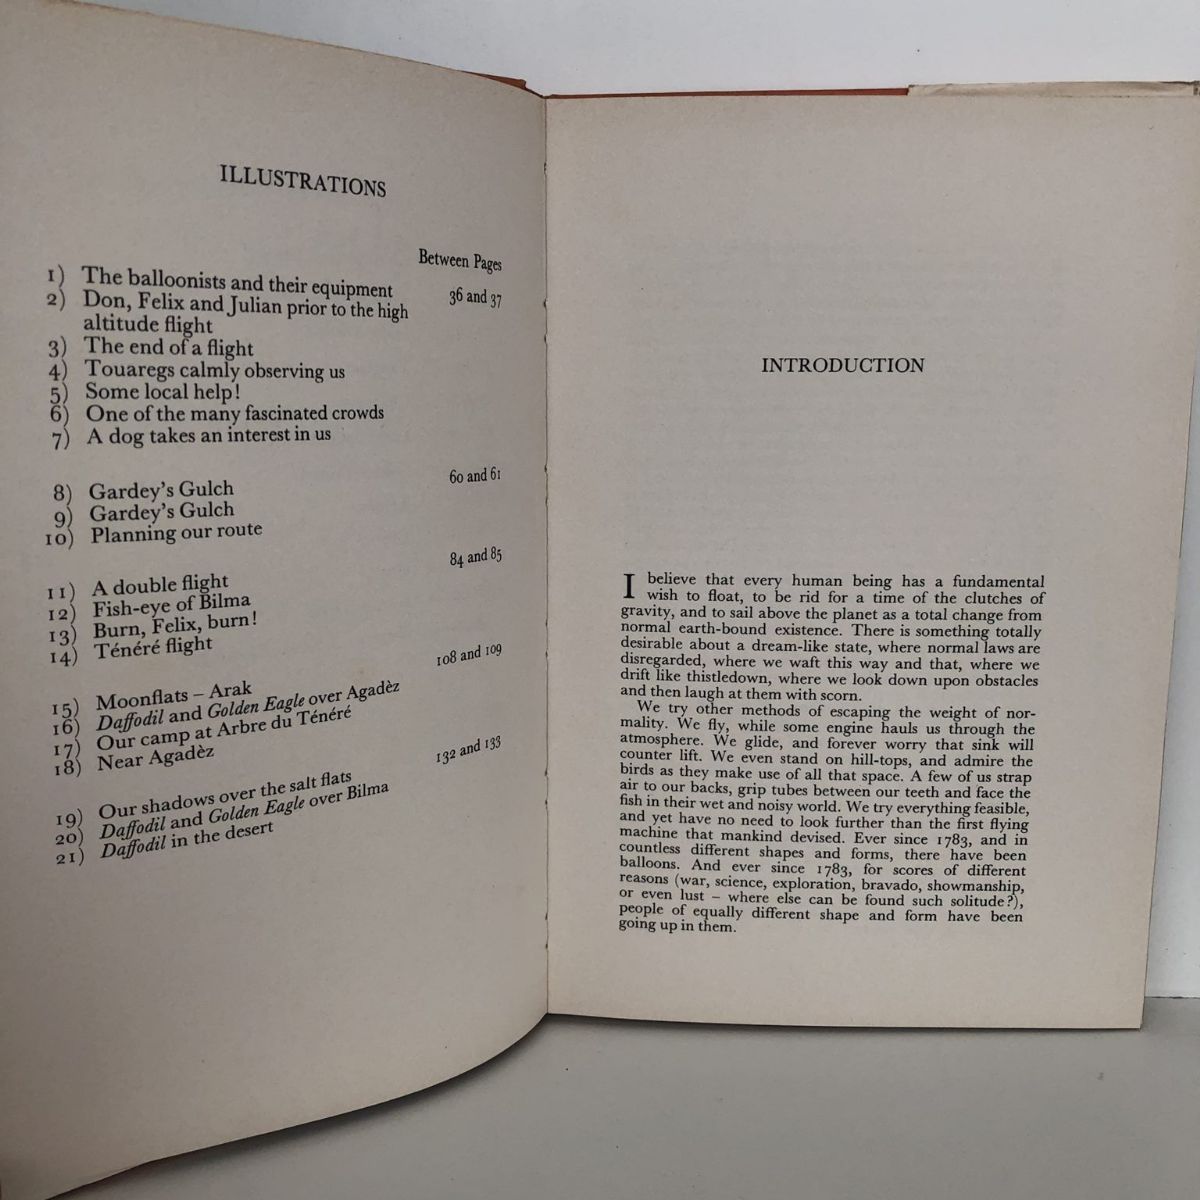 ILLUSTRATIONS
Between Pages
1) The balloonists and their equipment 36 and 37
2) Don, Felix and Julian prior to the high
altitude flight
3) The end of a flight
4) Touaregs calmly observing us
5) Some local help!
6) One of the many fascinated crowds
7) A dog takes an interest in us
60 and 61
8) Gardey's Gulch
9) Gardey's Gulch
10) Planning our route
84 and 85
11) A double flight
12) Fish-eye of Bilma
13) Burn, Felix, burn!
14) Ténéré flight
108 and 109
15) Moonflats – Arak
16) Daffodil and Golden Eagle over Agadèz
17) Our camp at Arbre du Ténéré
18) Near Agadèz
132 and 133
19) Our shadows over the salt flats
20) Daffodil and Golden Eagle over Bilma
21) Daffodil in the desert
INTRODUCTION
I believe that every human being has a fundamental
wish to float, to be rid for a time of the clutches of
gravity, and to sail above the planet as a total change from
normal earth-bound existence. There is something totally
desirable about a dream-like state, where normal laws are
disregarded, where we waft this way and that, where we
drift like thistledown, where we look down upon obstacles
and then laugh at them with scorn.
We try other methods of escaping the weight of nor-
mality. We fly, while some engine hauls us through the
atmosphere. We glide, and forever worry that sink will
counter lift. We even stand on hill-tops, and admire the
birds as they make use of all that space. A few of us strap
air to our backs, grip tubes between our teeth and face the
fish in their wet and noisy world. We try everything feasible,
and yet have no need to look further than the first flying
machine that mankind devised. Ever since 1783, and in
countless different shapes and forms, there have been
balloons. And ever since 1783, for scores of different
reasons (war, science, exploration, bravado, showmanship,
or even lust – where else can be found such solitude?),
people of equally different shape and form have been
going up in them.